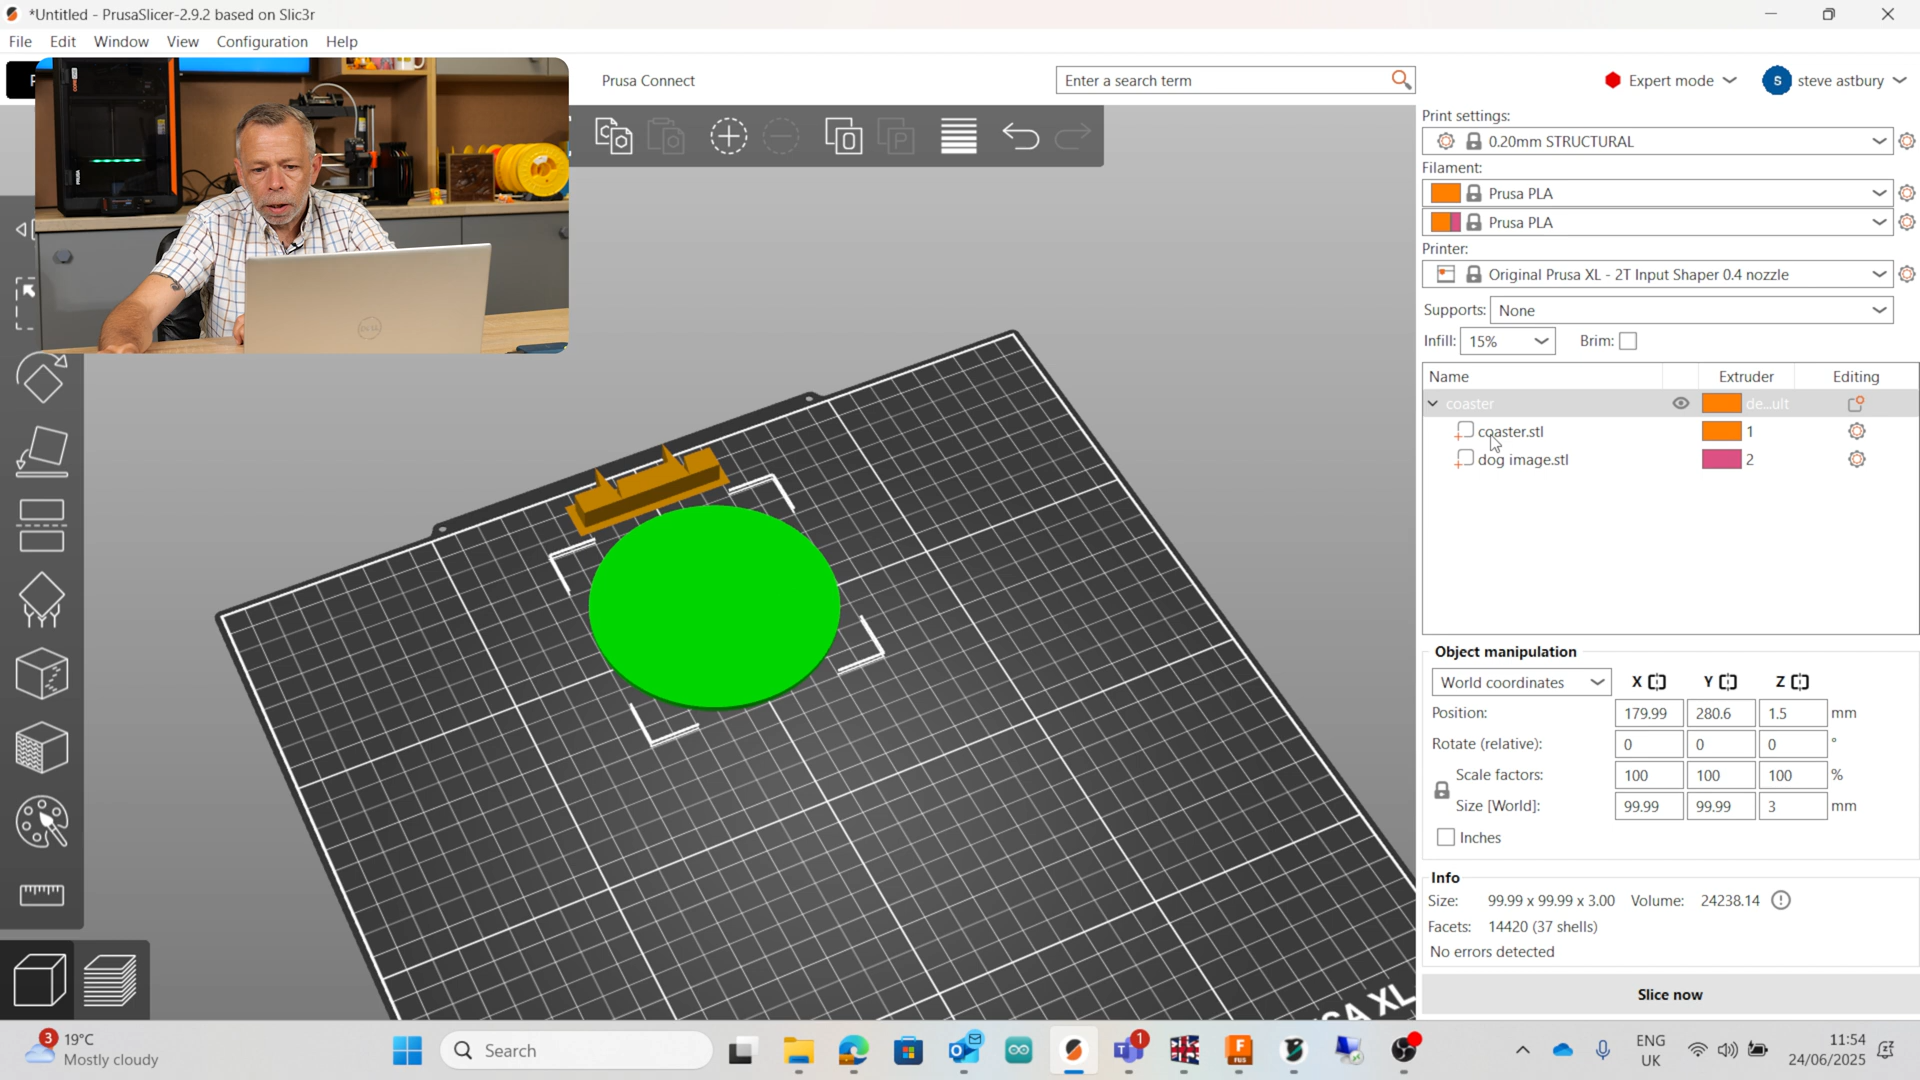 *Untitled - PrusaSlicer-2.9.2 based on Slic3r
File Edit Window View Configuration Help
Prusa Connect
Enter a search term
Expert mode
S steve astbury
Print settings:
0.20mm STRUCTURAL
Filament:
Prusa PLA
Prusa PLA
Printer:
Original Prusa XL - 2T Input Shaper 0.4 nozzle
Supports: None
Infill: 15% Brim:
Name Extruder Editing
coaster de...ult
coaster.stl 1
dog image.stl 2
Object manipulation
World coordinates X Y Z
Position: 179.99 280.6 1.5 mm
Rotate (relative): 0 0 0 °
Scale factors: 100 100 100 %
Size [World]: 99.99 99.99 3 mm
Inches
Info
Size: 99.99 x 99.99 x 3.00 Volume: 24238.14
Facets: 14420 (37 shells)
No errors detected
Slice now
DELL
3 19°C
Mostly cloudy
Search
1
FUS
ENG
UK
11:54
24/06/2025